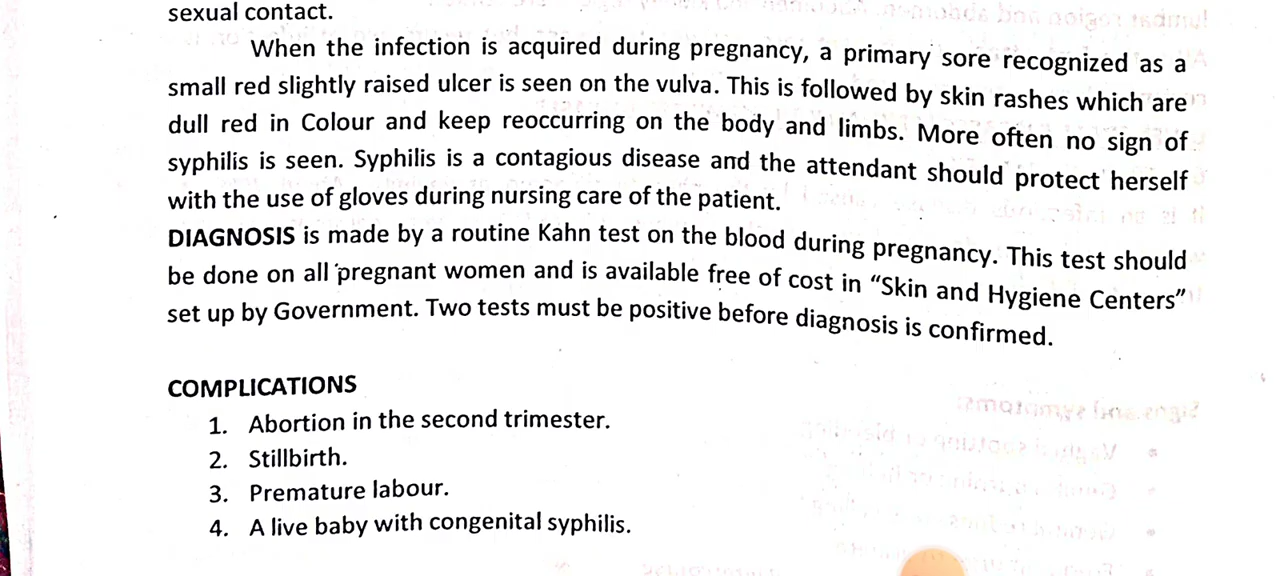 sexual contact.
When the infection is acquired during pregnancy, a primary sore recognized as a
small red slightly raised ulcer is seen on the vulva. This is followed by skin rashes which are
dull red in Colour and keep reoccurring on the body and limbs. More often no sign of
syphilis is seen. Syphilis is a contagious disease and the attendant should protect herself
with the use of gloves during nursing care of the patient.
DIAGNOSIS is made by a routine Kahn test on the blood during pregnancy. This test should
be done on all pregnant women and is available free of cost in “Skin and Hygiene Centers”
set up by Government. Two tests must be positive before diagnosis is confirmed.
COMPLICATIONS
1. Abortion in the second trimester.
2. Stillbirth.
3. Premature labour.
4. A live baby with congenital syphilis.